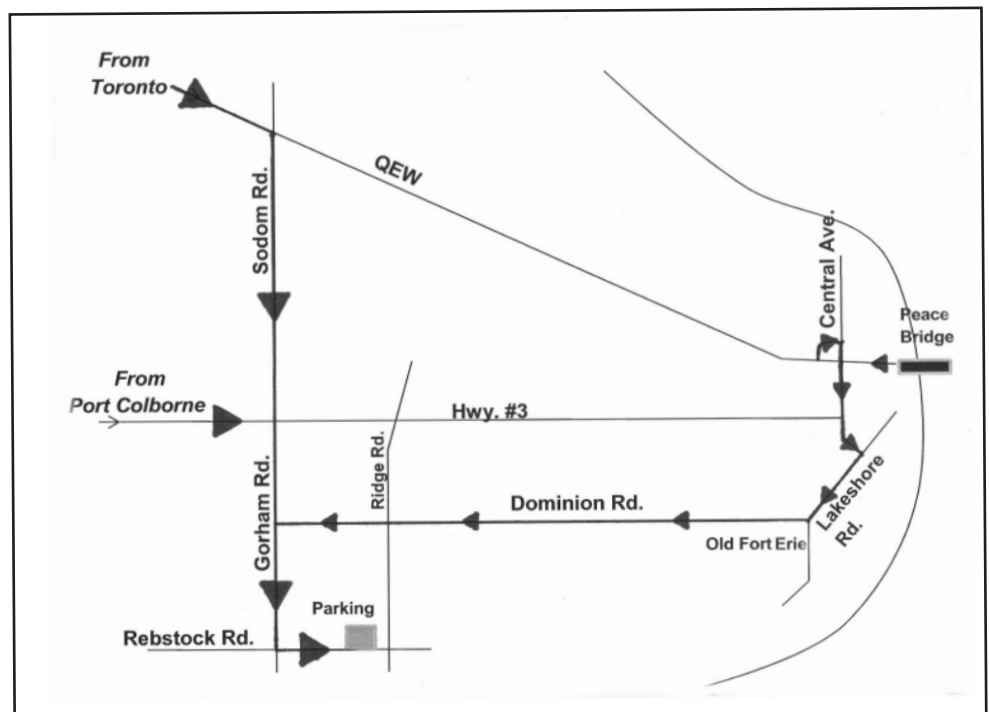 From
Toronto
QEW
Sodom Rd.
Central Ave.
Peace
Bridge
From
Port Colborne
Hwy. #3
Ridge Rd.
Gorham Rd.
Dominion Rd.
Lakeshore
Rd.
Old Fort Erie
Parking
Rebstock Rd.